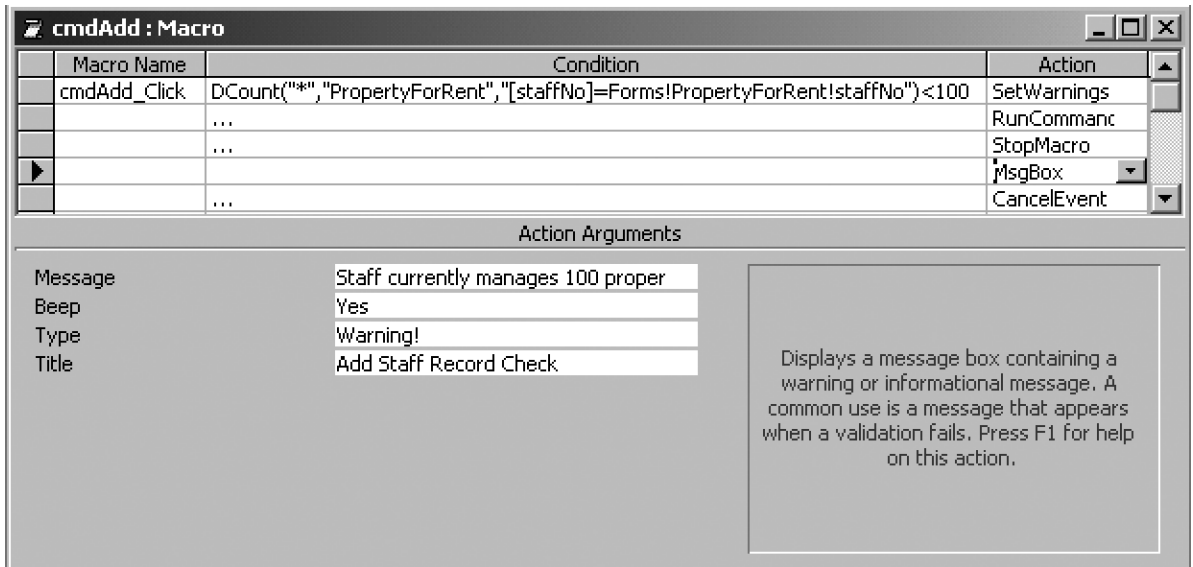 cmdAdd : Macro
Macro Name Condition Action
cmdAdd_Click DCount("*","PropertyForRent","[staffNo]=Forms!PropertyForRent!staffNo")<100 SetWarnings
... RunCommand
... StopMacro
MsgBox
... CancelEvent
Action Arguments
Message Staff currently manages 100 proper
Beep Yes
Type Warning!
Title Add Staff Record Check
Displays a message box containing a
warning or informational message. A
common use is a message that appears
when a validation fails. Press F1 for help
on this action.